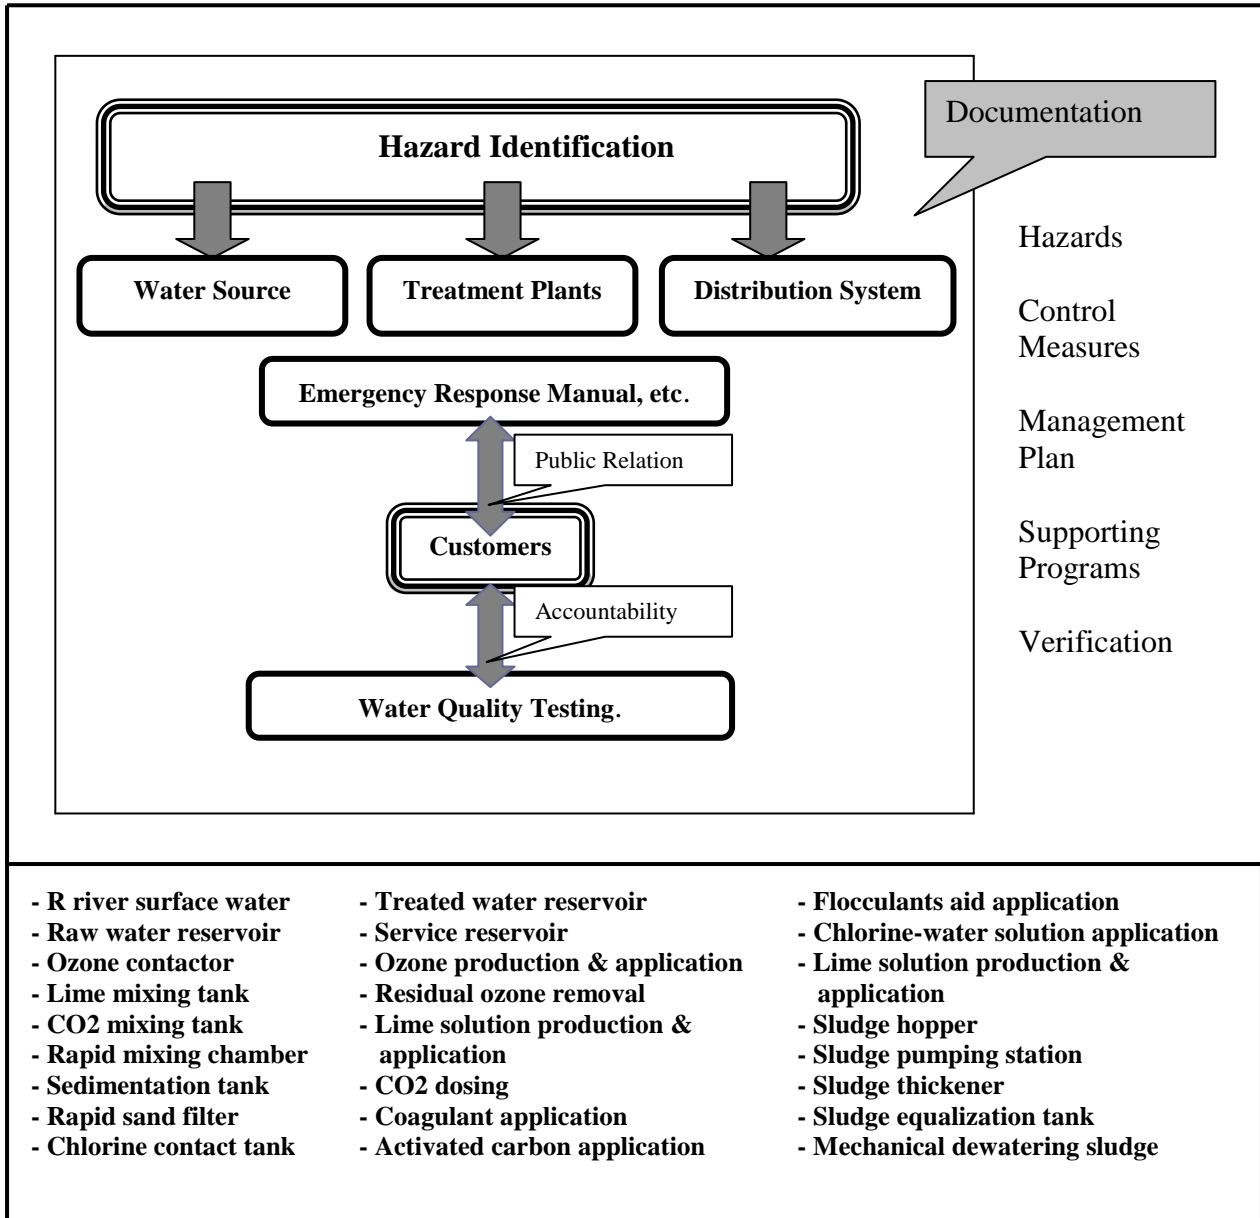 Hazard Identification
Documentation
Water Source
Treatment Plants
Distribution System
Emergency Response Manual, etc.
Public Relation
Customers
Accountability
Water Quality Testing.
Hazards
Control
Measures
Management
Plan
Supporting
Programs
Verification
- R river surface water
- Raw water reservoir
- Ozone contactor
- Lime mixing tank
- CO2 mixing tank
- Rapid mixing chamber
- Sedimentation tank
- Rapid sand filter
- Chlorine contact tank
- Treated water reservoir
- Service reservoir
- Ozone production & application
- Residual ozone removal
- Lime solution production &
application
- CO2 dosing
- Coagulant application
- Activated carbon application
- Flocculants aid application
- Chlorine-water solution application
- Lime solution production &
application
- Sludge hopper
- Sludge pumping station
- Sludge thickener
- Sludge equalization tank
- Mechanical dewatering sludge